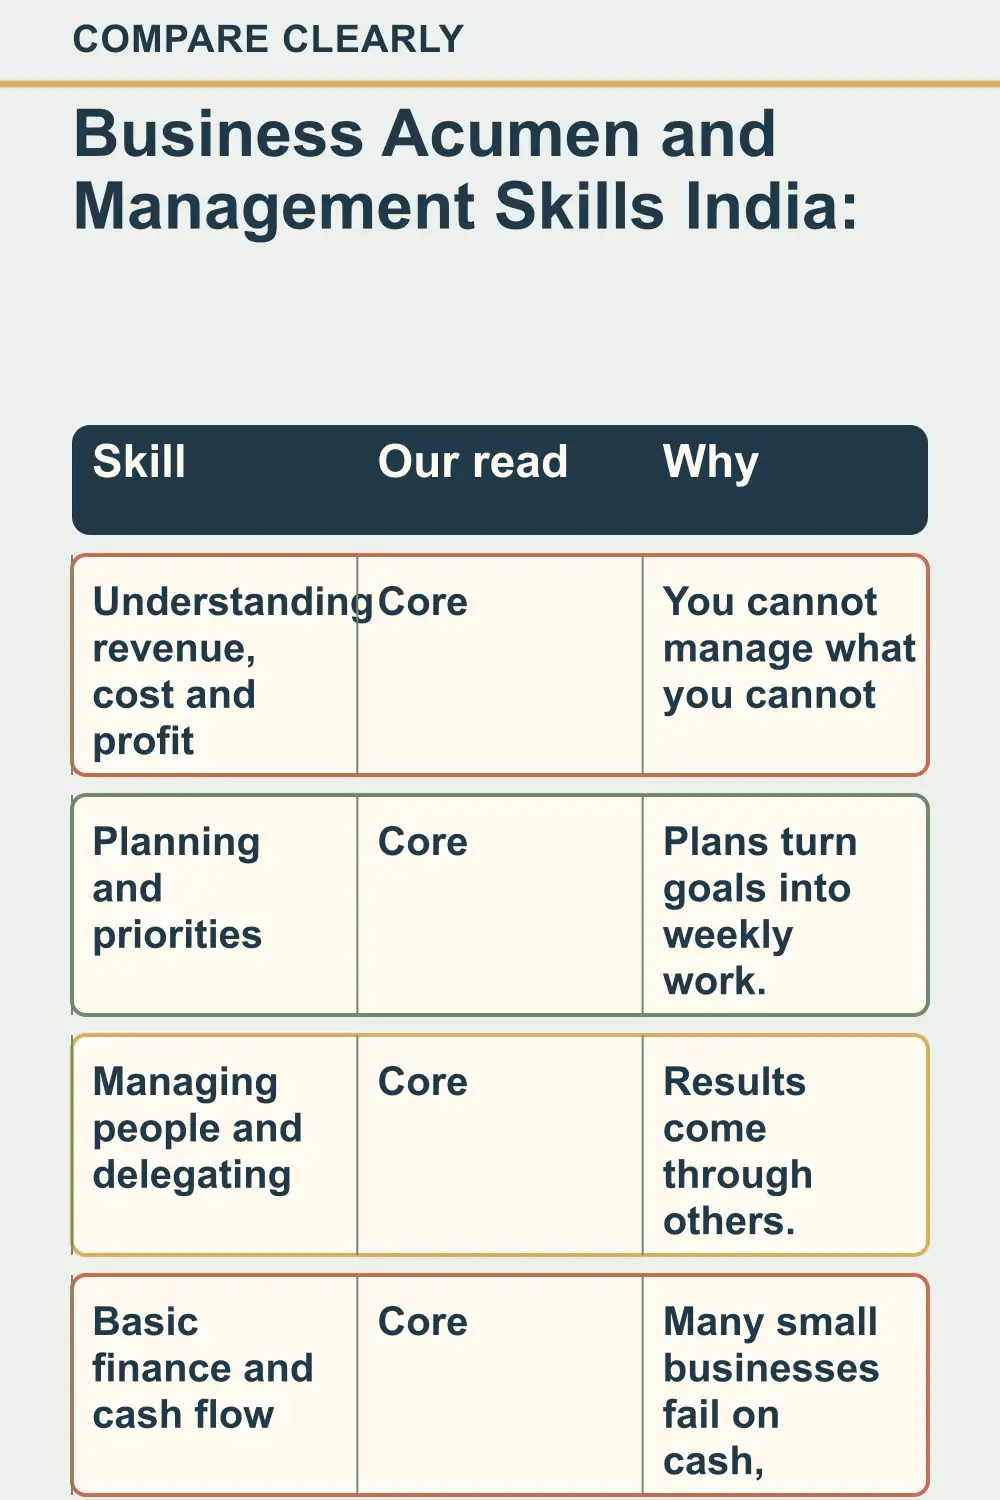 COMPARE CLEARLY
Business Acumen and
Management Skills India:
Skill Our read Why
Understanding
revenue,
cost and
profit
Core
You cannot
manage what
you cannot
Planning
and
priorities
Core
Plans turn
goals into
weekly
work.
Managing
people and
delegating
Core
Results
come
through
others.
Basic
finance and
cash flow
Core
Many small
businesses
fail on
cash,